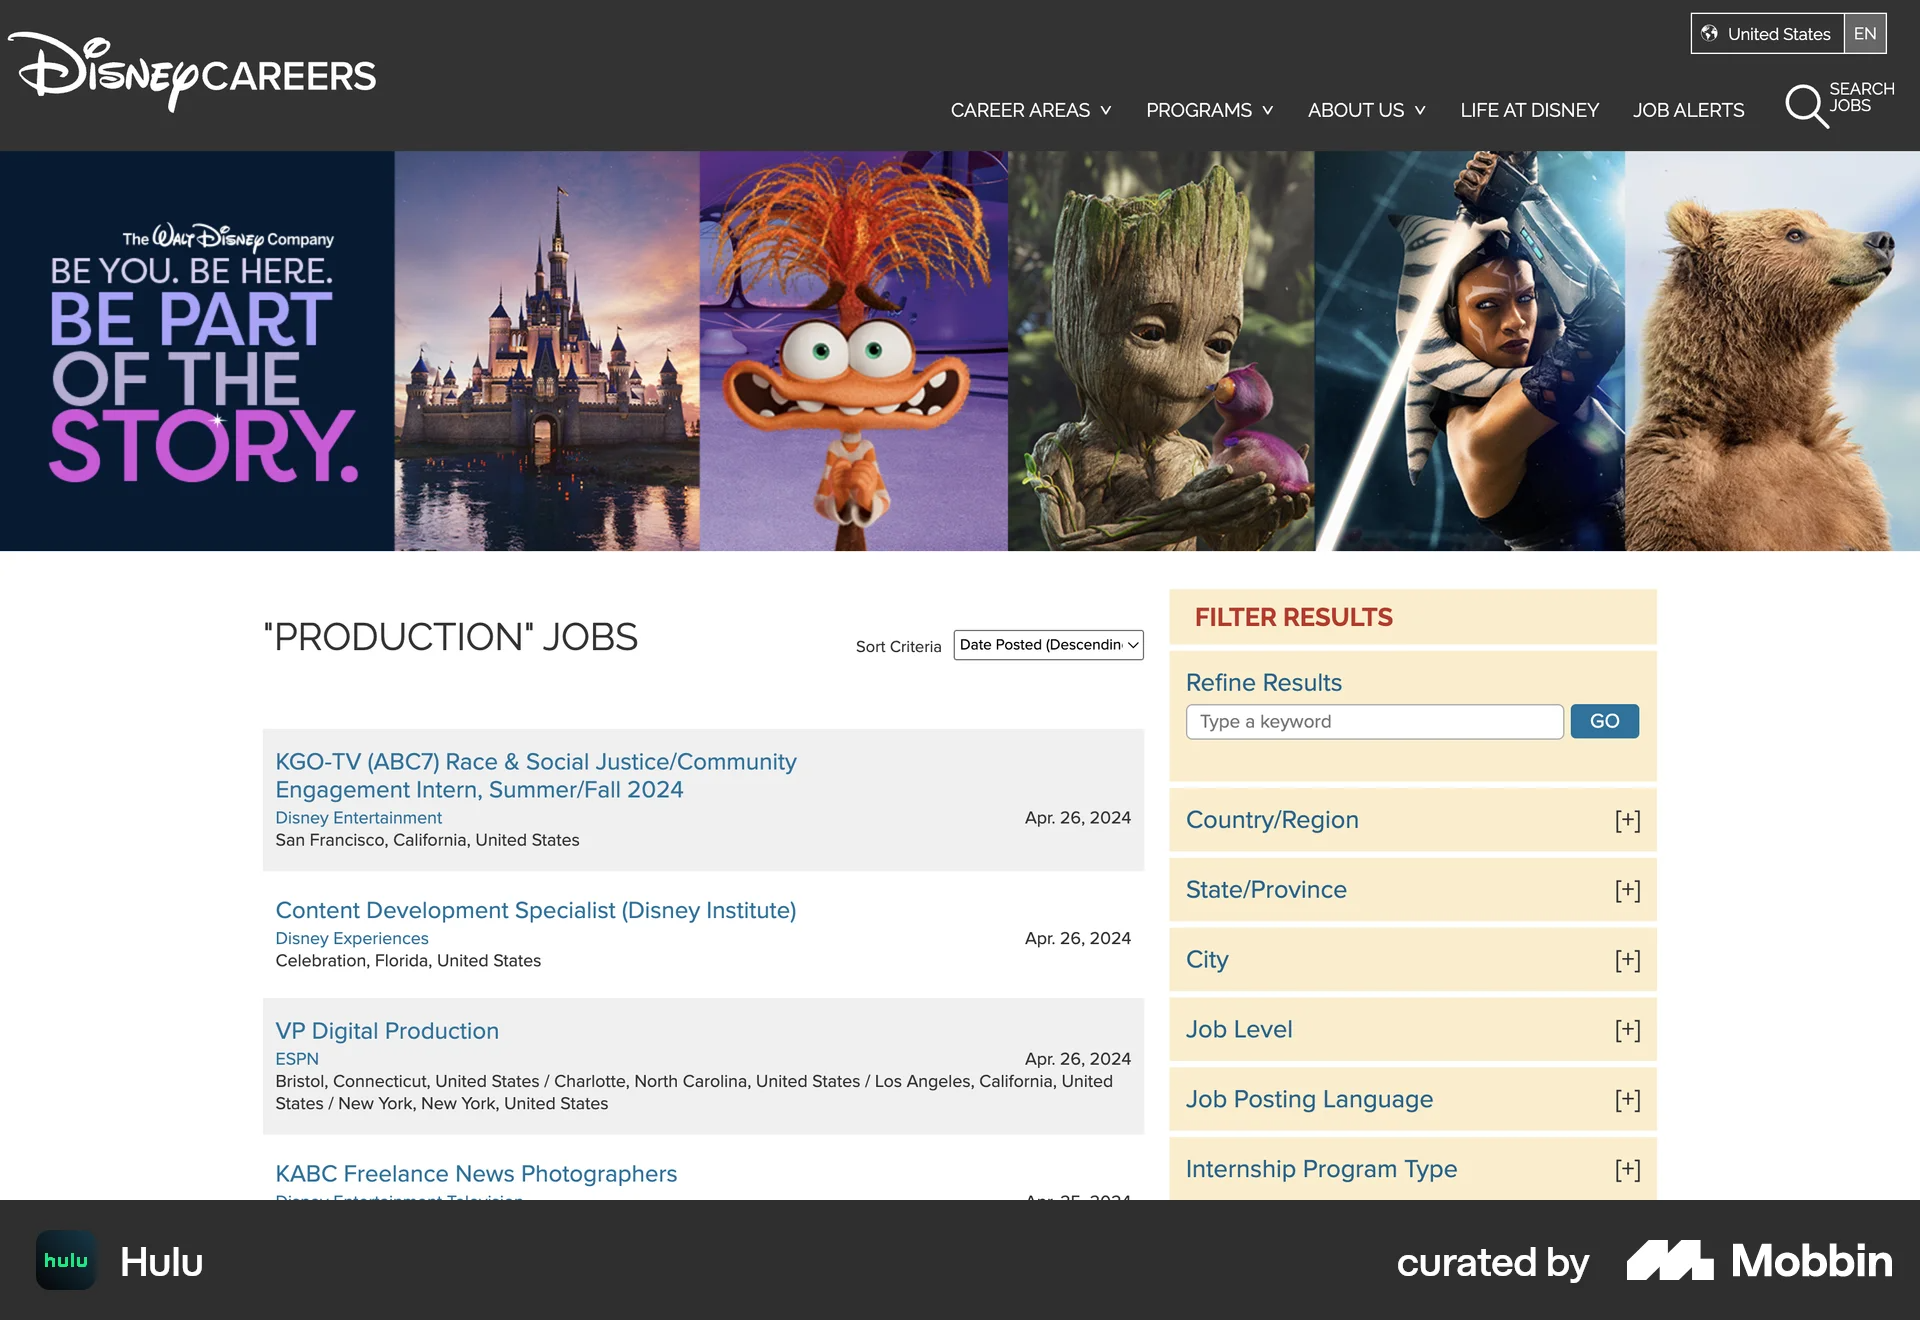 United States EN
Disney CAREERS
CAREER AREAS PROGRAMS ABOUT US LIFE AT DISNEY JOB ALERTS SEARCH JOBS
The Walt Disney Company
BE YOU. BE HERE.
BE PART
OF THE
STORY.
"PRODUCTION" JOBS
Sort Criteria Date Posted (Descendin
KGO-TV (ABC7) Race & Social Justice/Community
Engagement Intern, Summer/Fall 2024
Disney Entertainment Apr. 26, 2024
San Francisco, California, United States
Content Development Specialist (Disney Institute)
Disney Experiences Apr. 26, 2024
Celebration, Florida, United States
VP Digital Production
ESPN Apr. 26, 2024
Bristol, Connecticut, United States / Charlotte, North Carolina, United States / Los Angeles, California, United
States / New York, New York, United States
KABC Freelance News Photographers
Disney Entertainment Television Apr. 25, 2024
FILTER RESULTS
Refine Results
Type a keyword GO
Country/Region [+]
State/Province [+]
City [+]
Job Level [+]
Job Posting Language [+]
Internship Program Type [+]
hulu Hulu curated by Mobbin